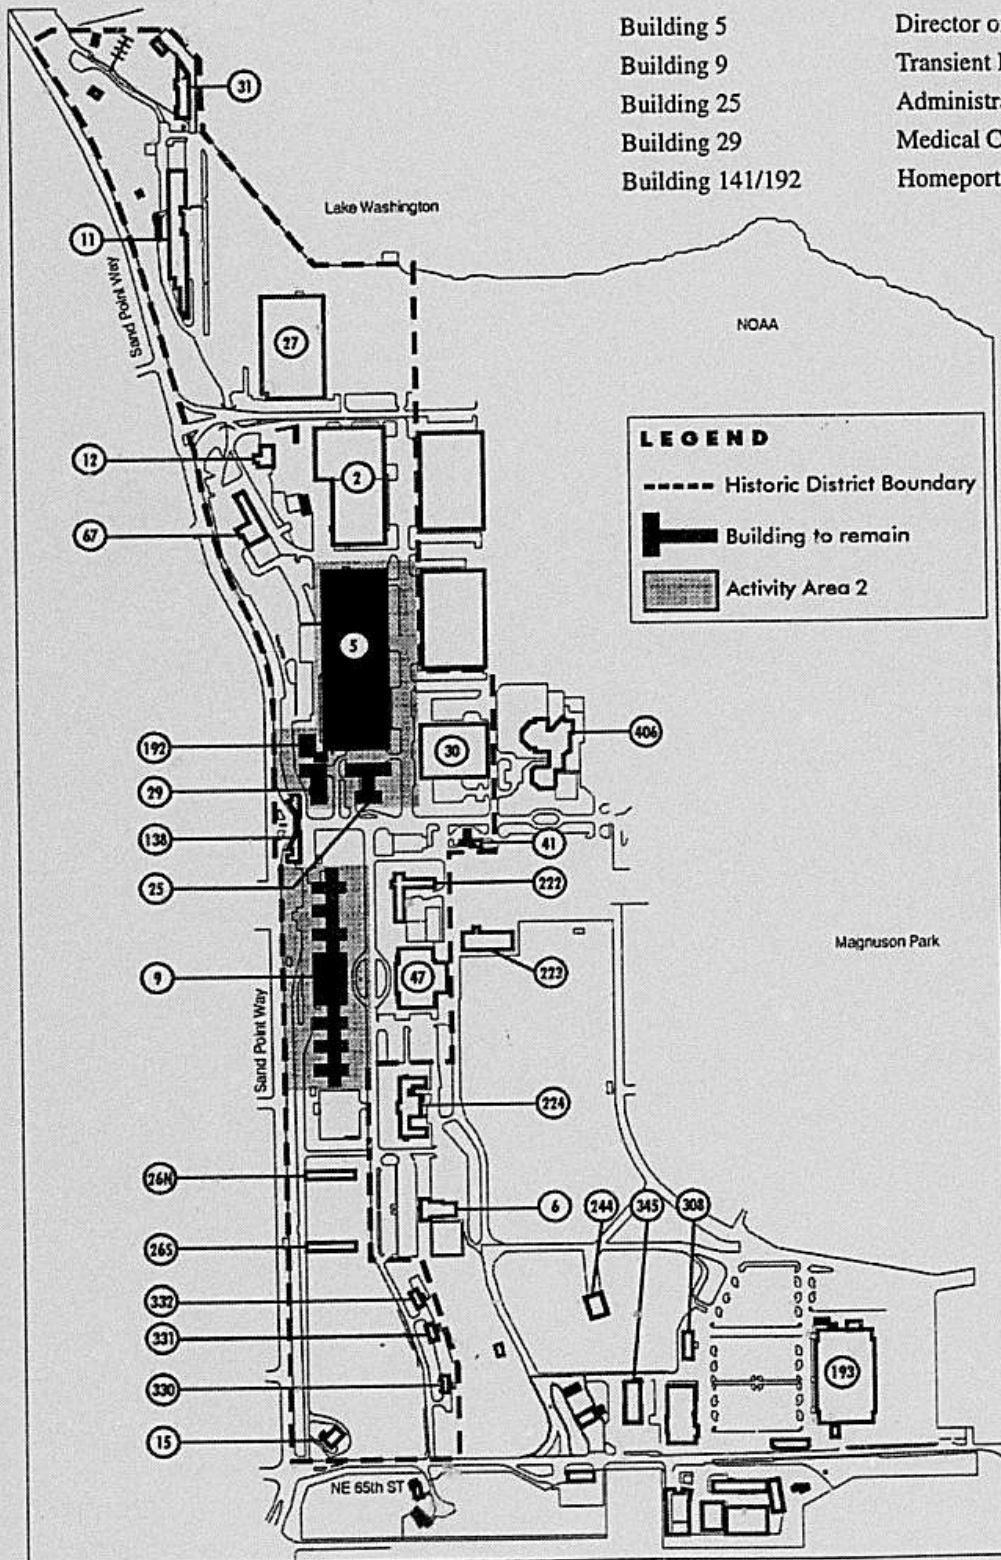 Building 5 Director o
Building 9 Transient
Building 25 Administra
Building 29 Medical C
Building 141/192 Homeport
31
Lake Washington
11
Sand Point Way
NOAA
27
LEGEND
Historic District Boundary
Building to remain
Activity Area 2
12
2
67
5
192
30
406
29
138
41
25
222
Magnuson Park
9
47
223
Sand Point Way
224
26N
6
244
345
308
26S
332
331
193
330
15
NE 65th ST